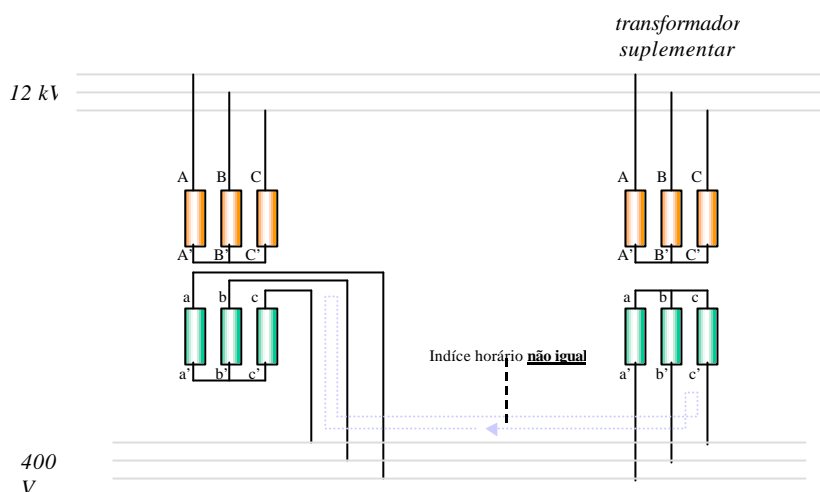 transformador
suplementar
12 kV
A B C
A B C
A' B' C'
A' B' C'
a b c
a b c
Indíce horário não igual
a' b' c'
a' b' c'
400
V